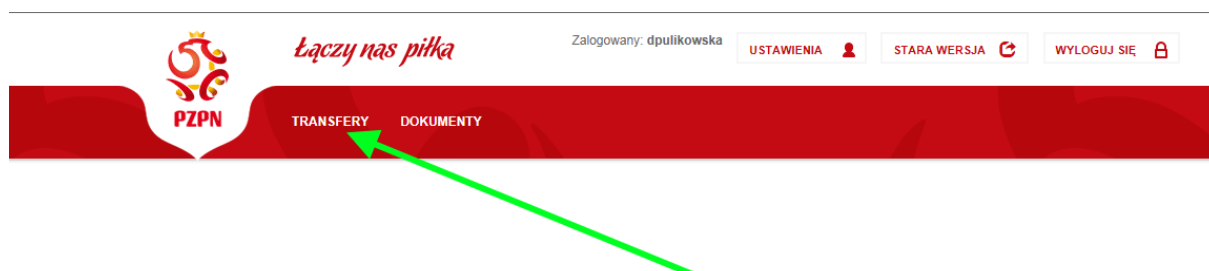 Łączy nas piłka
Zalogowany: dpulikowska
USTAWIENIA
STARA WERSJA
WYLOGUJ SIĘ
PZPN
TRANSFERY
DOKUMENTY